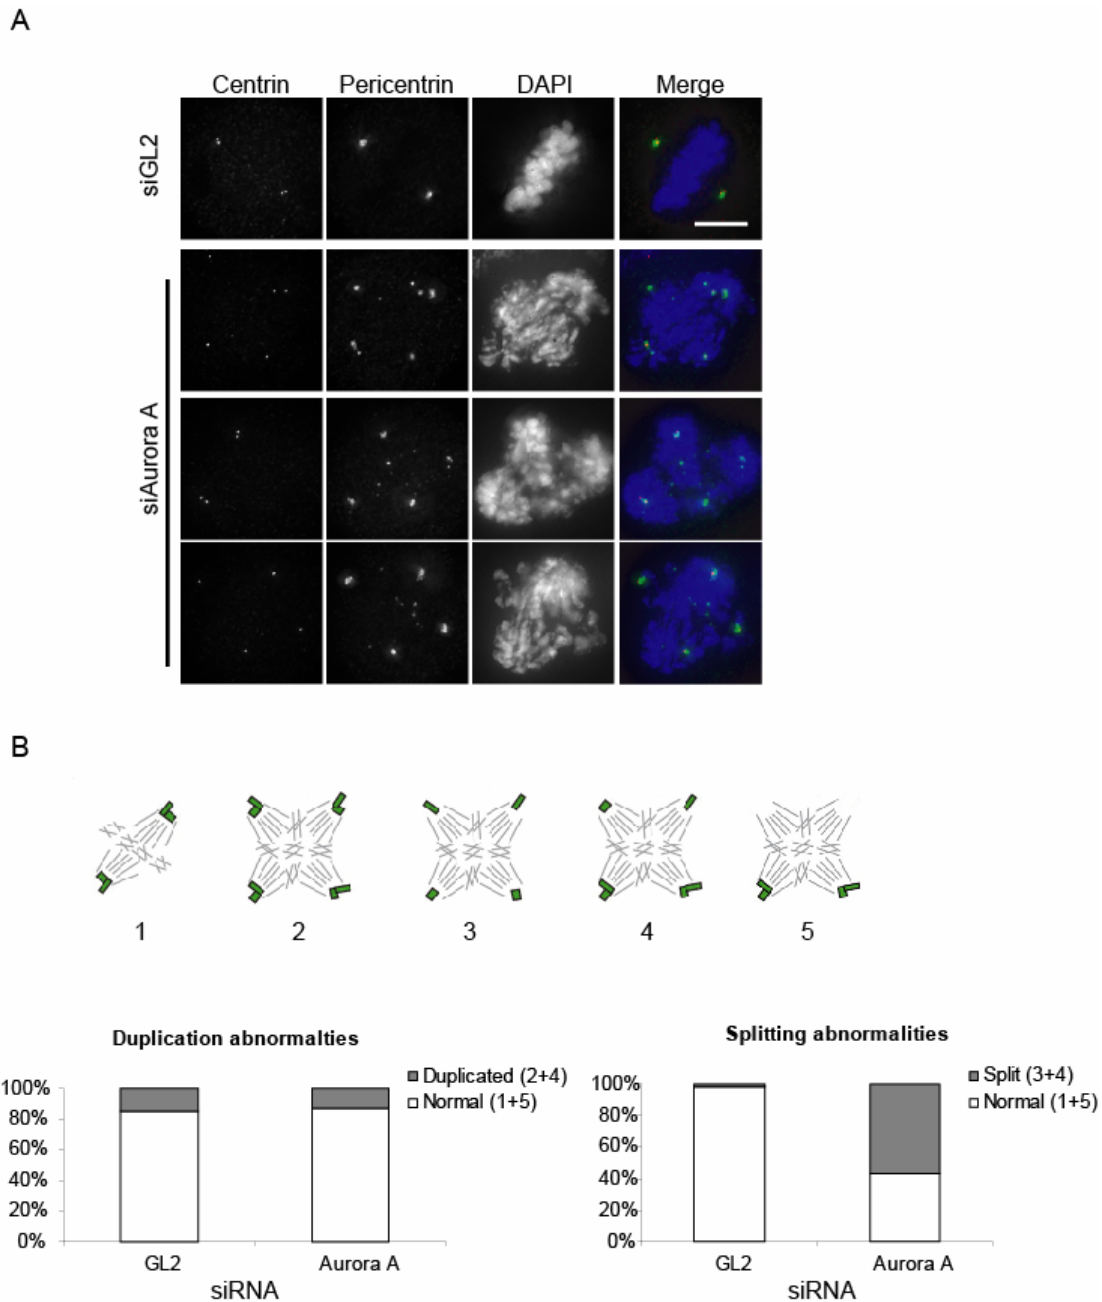 A
Centrin Pericentrin DAPI Merge
siGL2
siAurora A
B
1 2 3 4 5
Duplication abnormalties
Duplicated (2+4)
Normal (1+5)
100%
80%
60%
40%
20%
0%
GL2 Aurora A
siRNA
Splitting abnormalities
Split (3+4)
Normal (1+5)
100%
80%
60%
40%
20%
0%
GL2 Aurora A
siRNA